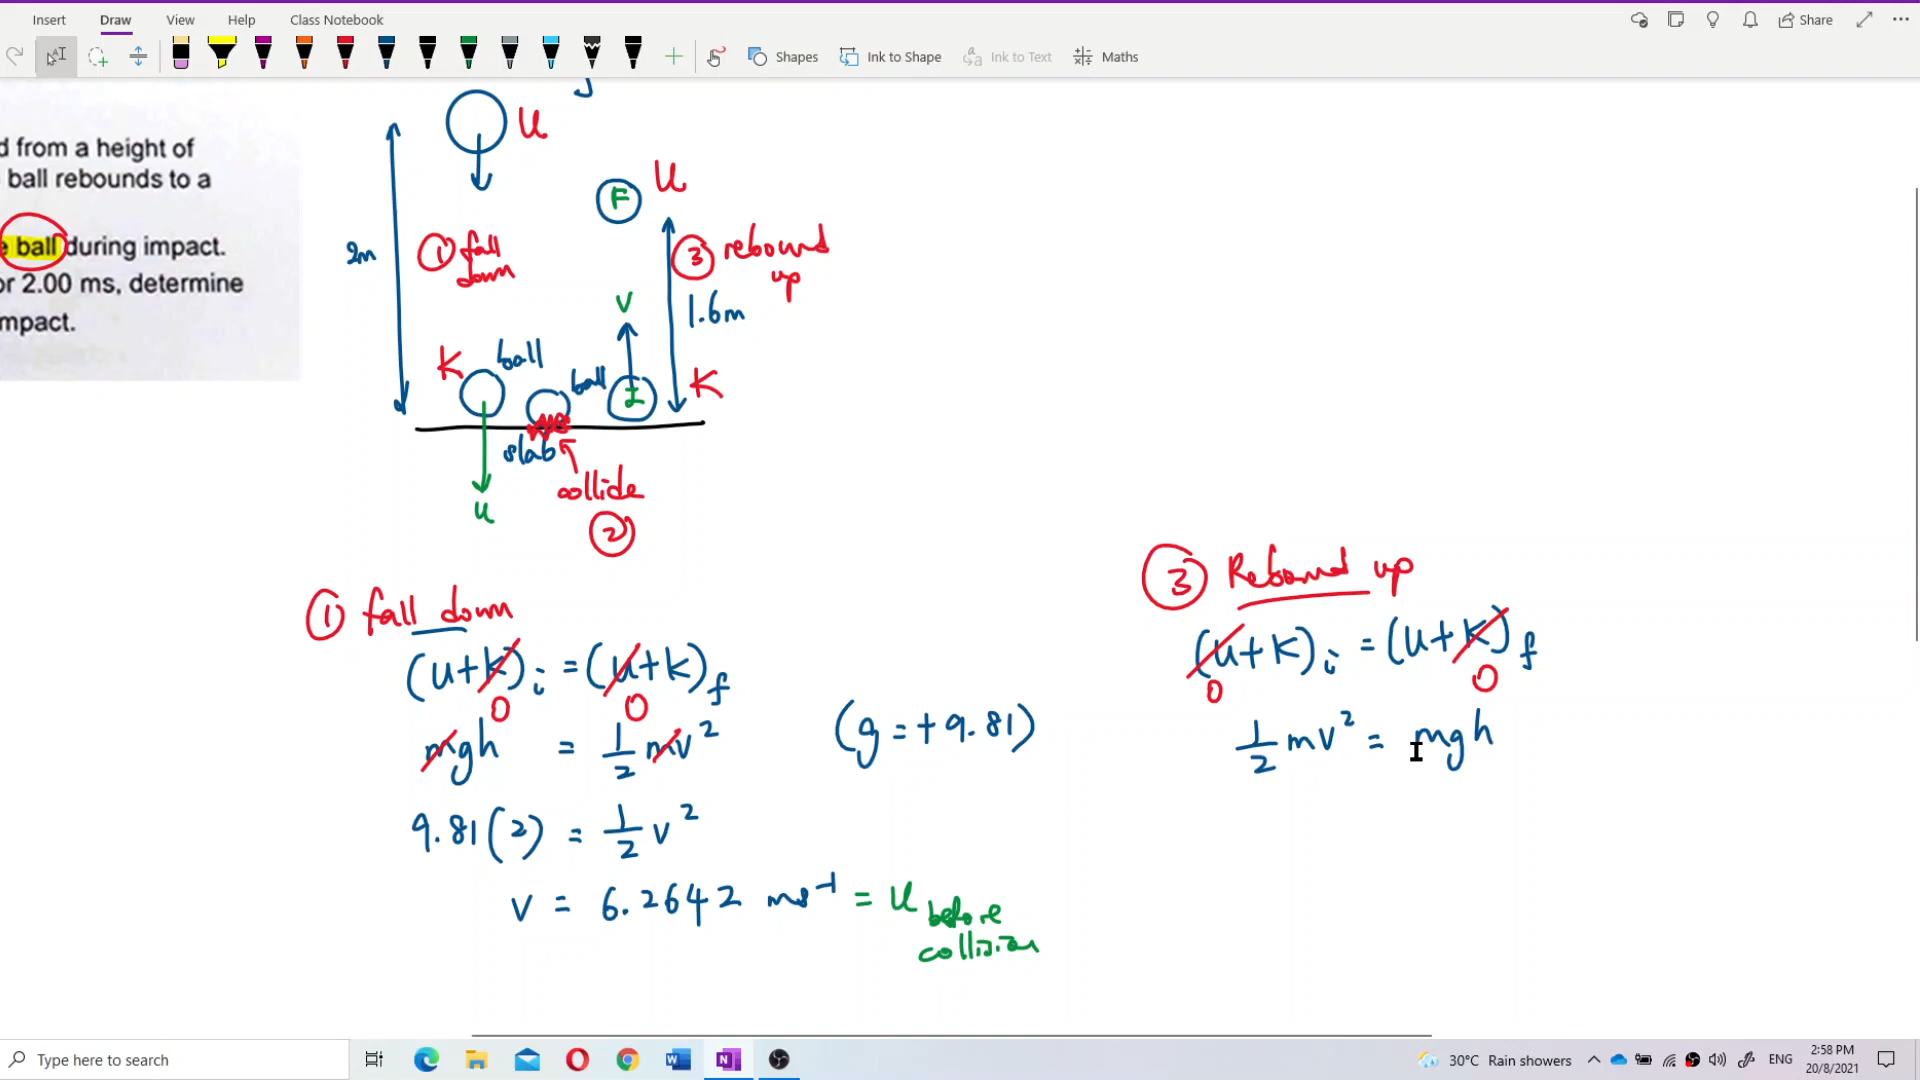 Insert Draw View Help Class Notebook Share
Shapes Ink to Shape Ink to Text Maths
d from a height of
ball rebounds to a
e ball during impact.
or 2.00 ms, determine
mpact.
U
F U
2m
① fall down
③ rebound up
V
1.6m
K ball
ball
I K
slab
collide
②
u
① fall down
(U+K)i = (U+K)f
0 0
mgh = 1/2 mv²
(g = +9.81)
9.81(2) = 1/2 v²
v = 6.2642 ms⁻¹ = u before collision
③ Rebound up
(U+K)i = (U+K)f
0 0
1/2 mv² = mgh
Type here to search
30°C Rain showers
ENG
2:58 PM
20/8/2021